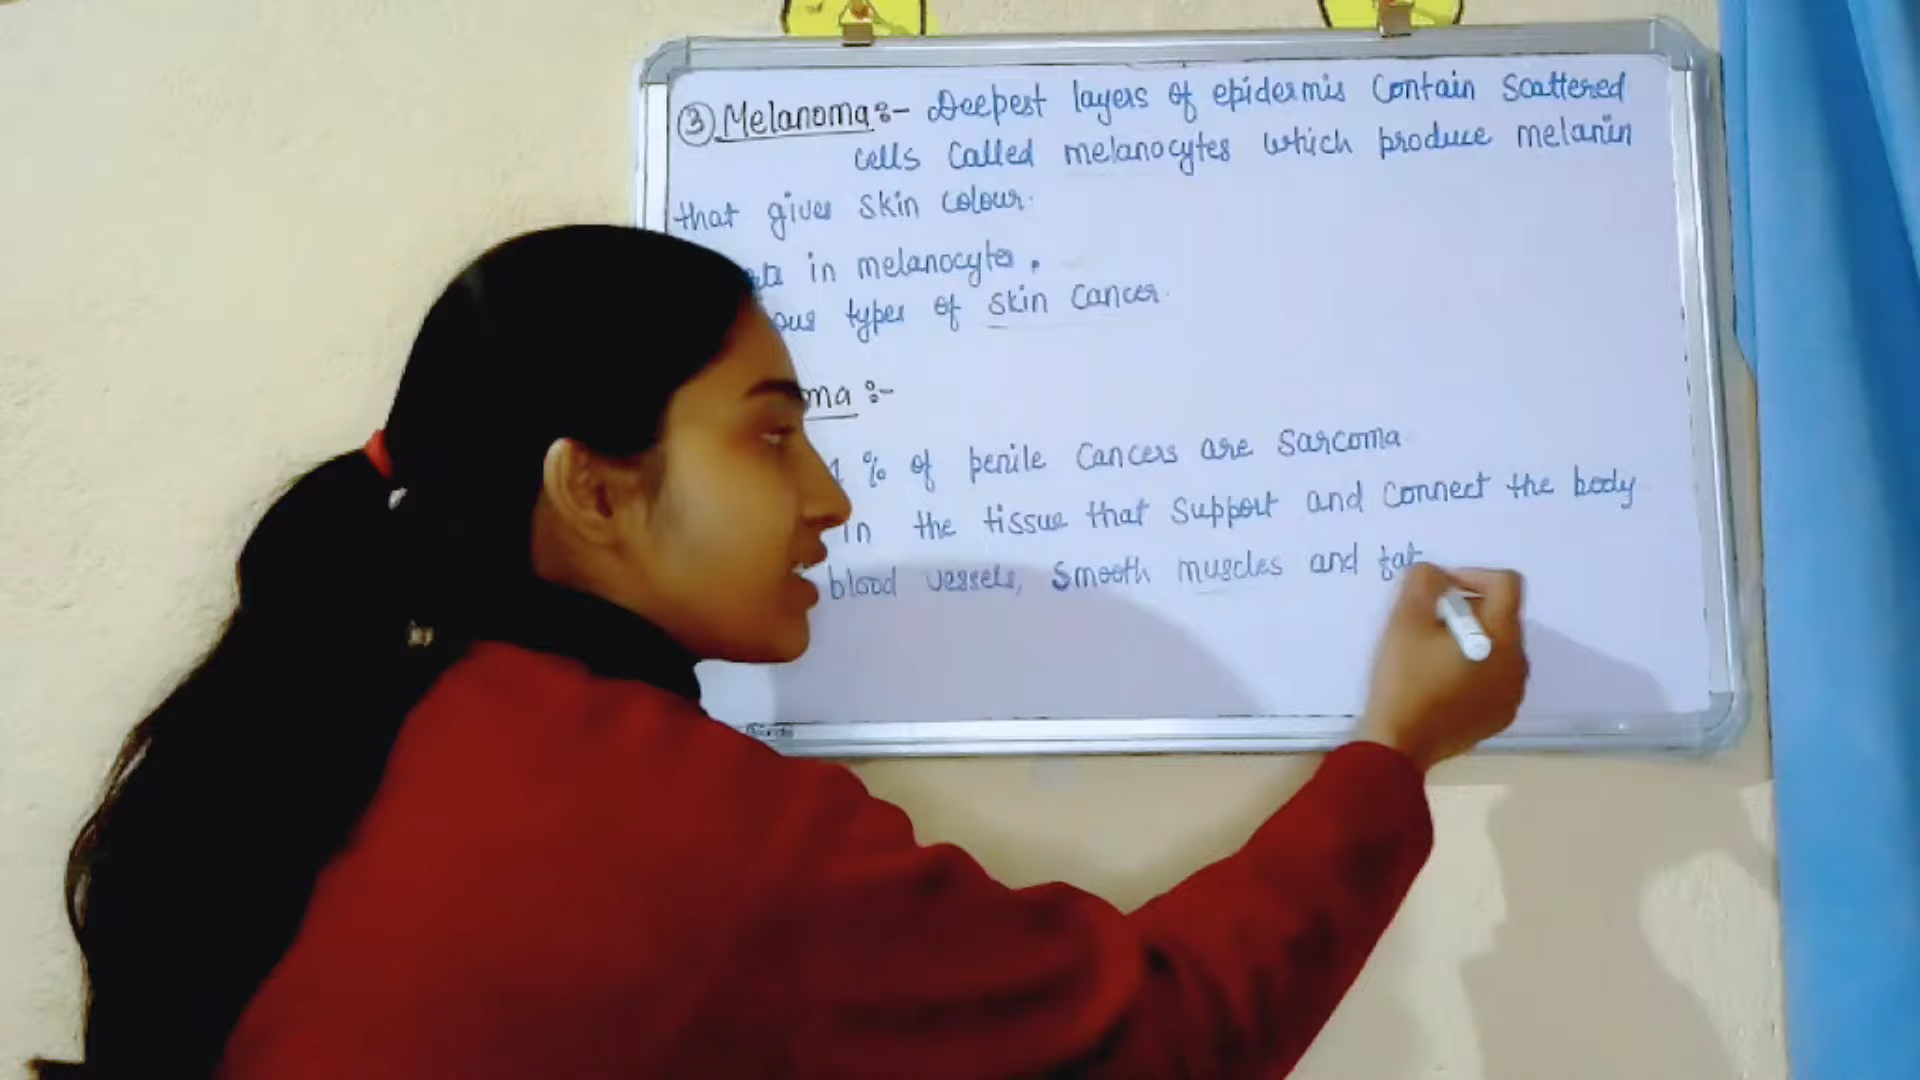 ③ Melanoma :- Deepest layers of epidermis Contain Scattered
cells Called melanocytes which produce melanin
that gives skin colour.
in melanocytes.
types of skin Cancer.
:-
% of penile Cancers are Sarcoma
in the tissue that support and connect the body
blood vessels, smooth muscles and fat